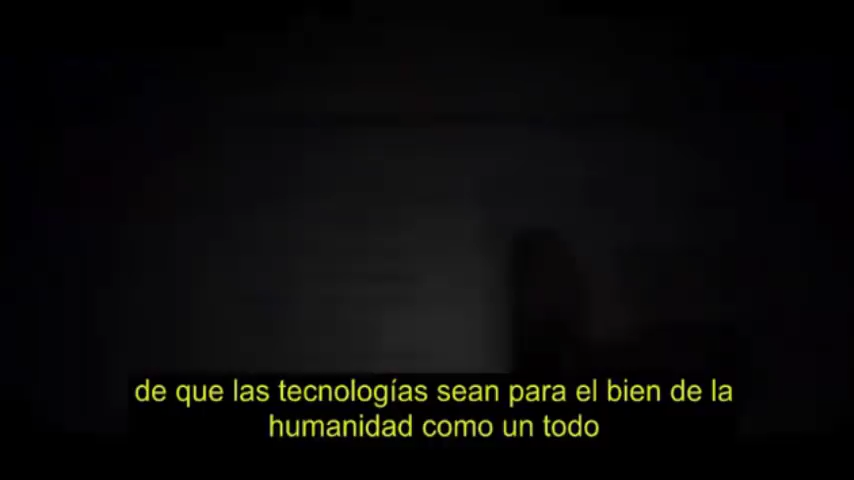 de que las tecnologías sean para el bien de la
humanidad como un todo